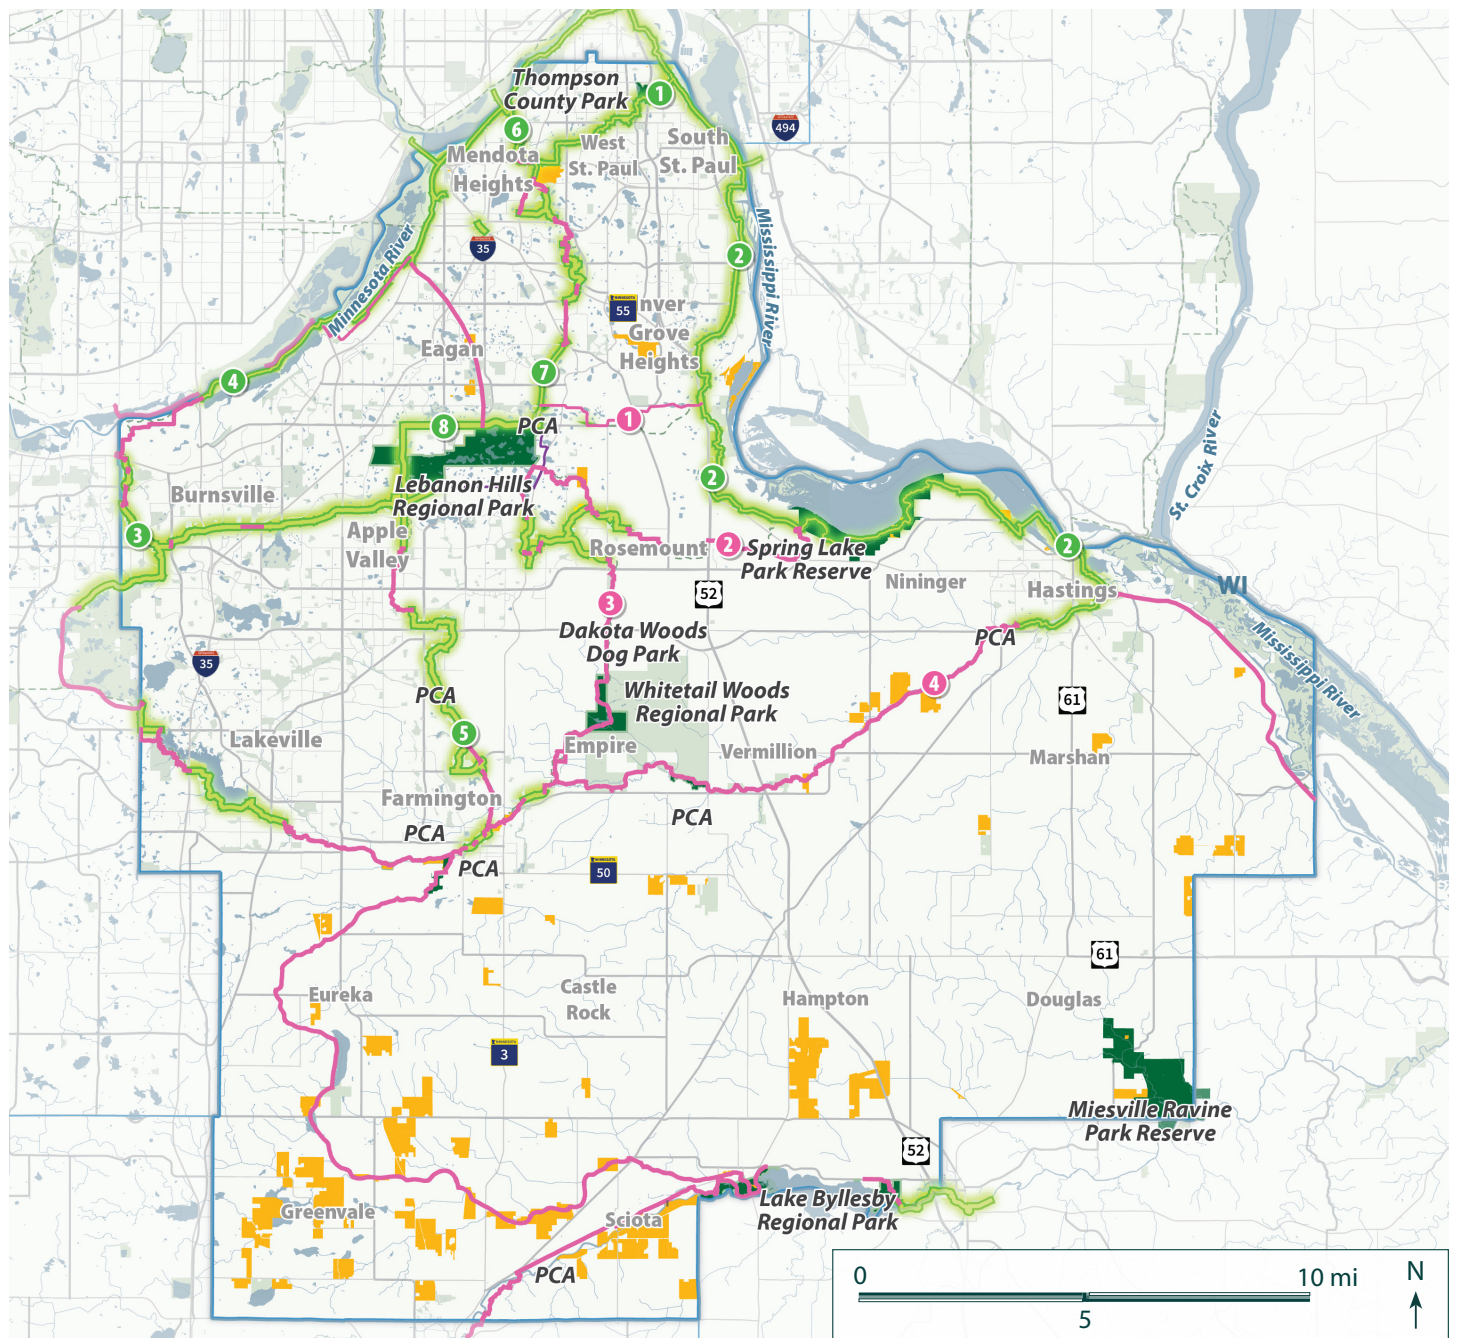 Thompson
County Park
1
494
6
West
St. Paul
South
St. Paul
Mendota
Heights
35
Minnesota River
2
Mississippi River
55
nver
Grove
Heights
Eagan
4
7
1
8
PCA
Lebanon Hills
Regional Park
2
Burnsville
St. Croix River
3
Apple
Valley
Rosemount
2
Spring Lake
Park Reserve
2
Nininger
Hastings
WI
52
3
Dakota Woods
Dog Park
PCA
Mississippi River
35
PCA
Whitetail Woods
Regional Park
4
61
5
Lakeville
Empire
Vermillion
Marshan
Farmington
PCA
PCA
PCA
MINNESOTA
50
61
Eureka
Castle
Rock
Hampton
Douglas
MINNESOTA
3
Miesville Ravine
Park Reserve
52
Greenvale
Sciota
Lake Byllesby
Regional Park
PCA
0
10 mi
5
N